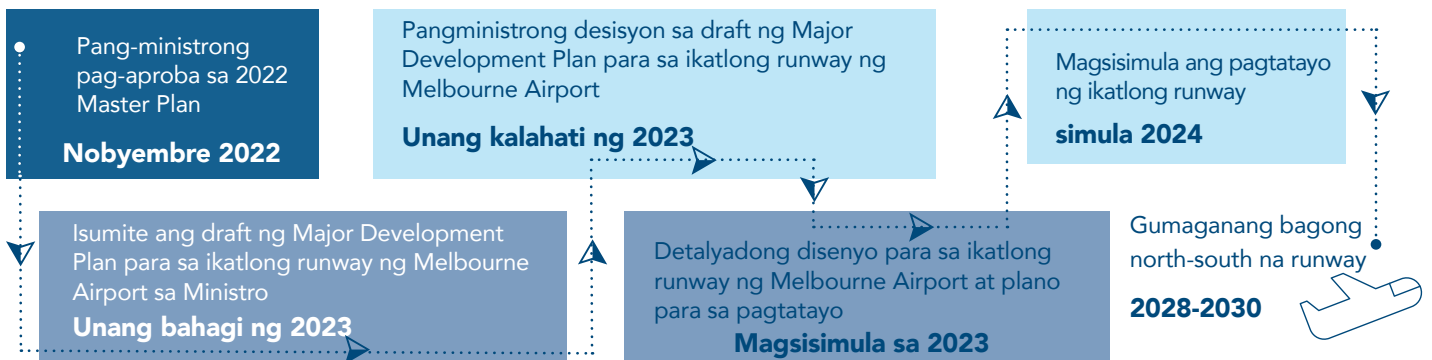 Pang-ministrong
pag-aproba sa 2022
Master Plan
Nobyembre 2022
Isumite ang draft ng Major Development
Plan para sa ikatlong runway ng Melbourne
Airport sa Ministro
Unang bahagi ng 2023
Pangministrong desisyon sa draft ng Major
Development Plan para sa ikatlong runway ng
Melbourne Airport
Unang kalahati ng 2023
Detalyadong disenyo para sa ikatlong
runway ng Melbourne Airport at plano
para sa pagtatayo
Magsisimula sa 2023
Magsisimula ang pagtatayo
ng ikatlong runway
simula 2024
Gumaganang bagong
north-south na runway
2028-2030